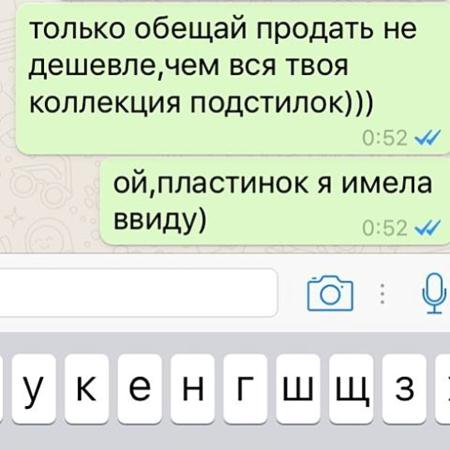 только обещай продать не
дешевле,чем вся твоя
коллекция подстилок)))
0:52
ой,пластинок я имела
ввиду)
0:52
у к е н г ш щ з